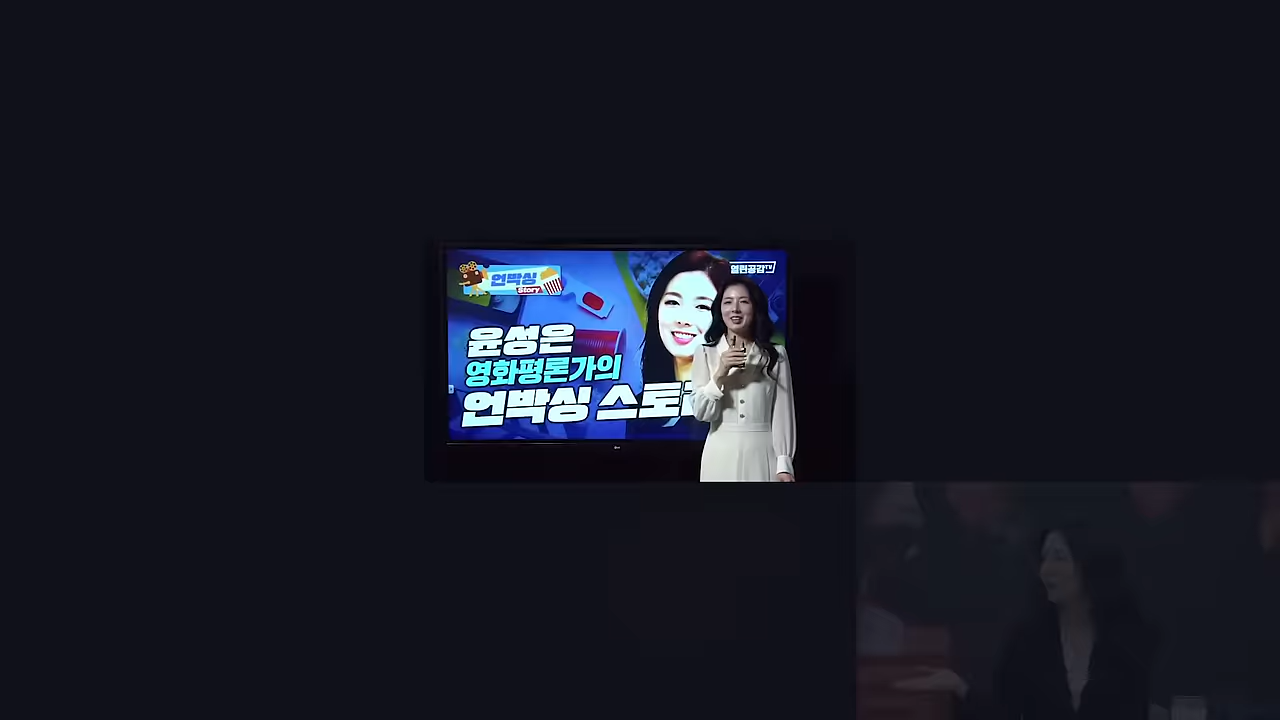 언박싱
Story
열린공감TV
윤성은
영화평론가의
언박싱 스토